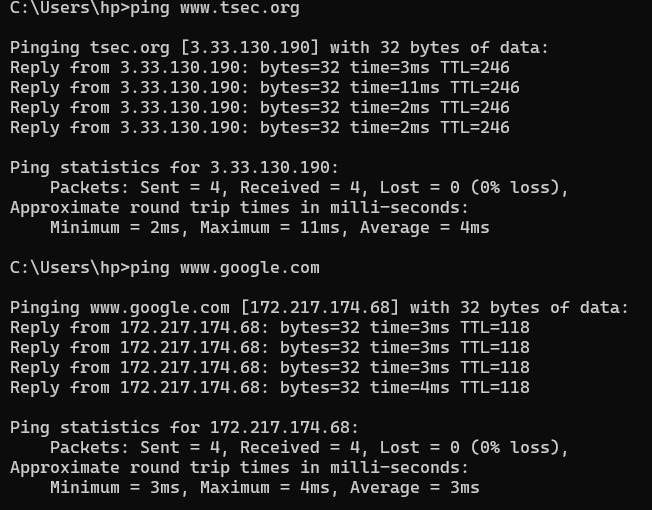 C:\Users\hp>ping www.tsec.org
Pinging tsec.org [3.33.130.190] with 32 bytes of data:
Reply from 3.33.130.190: bytes=32 time=3ms TTL=246
Reply from 3.33.130.190: bytes=32 time=11ms TTL=246
Reply from 3.33.130.190: bytes=32 time=2ms TTL=246
Reply from 3.33.130.190: bytes=32 time=2ms TTL=246
Ping statistics for 3.33.130.190:
    Packets: Sent = 4, Received = 4, Lost = 0 (0% loss),
Approximate round trip times in milli-seconds:
    Minimum = 2ms, Maximum = 11ms, Average = 4ms
C:\Users\hp>ping www.google.com
Pinging www.google.com [172.217.174.68] with 32 bytes of data:
Reply from 172.217.174.68: bytes=32 time=3ms TTL=118
Reply from 172.217.174.68: bytes=32 time=3ms TTL=118
Reply from 172.217.174.68: bytes=32 time=3ms TTL=118
Reply from 172.217.174.68: bytes=32 time=4ms TTL=118
Ping statistics for 172.217.174.68:
    Packets: Sent = 4, Received = 4, Lost = 0 (0% loss),
Approximate round trip times in milli-seconds:
    Minimum = 3ms, Maximum = 4ms, Average = 3ms